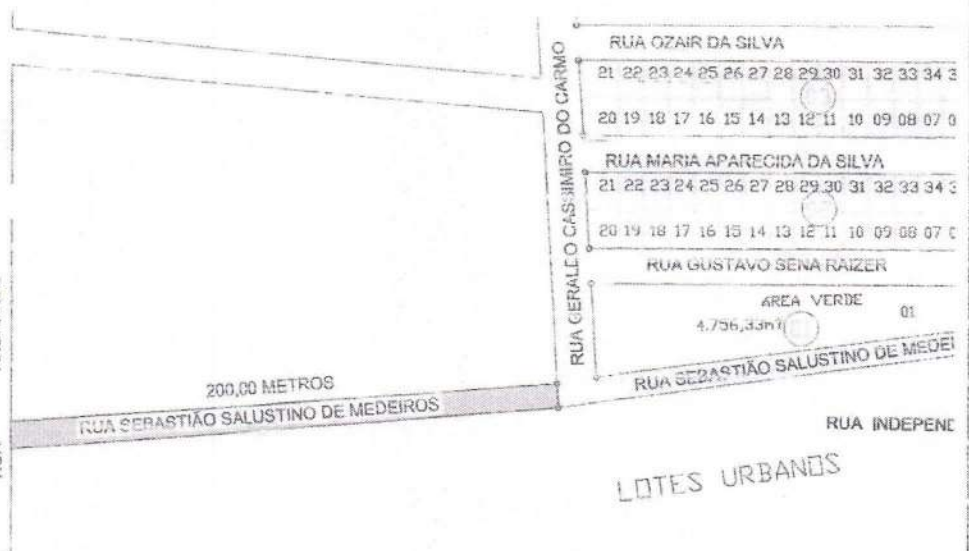 RUA OZAIR DA SILVA
21 22 23 24 25 26 27 28 29 30 31 32 33 34
20 19 18 17 16 15 14 13 12 11 10 09 08 07
RUA MARIA APARECIDA DA SILVA
21 22 23 24 25 26 27 28 29 30 31 32 33 34
20 19 18 17 16 15 14 13 12 11 10 09 08 07
RUA GUSTAVO SENA RAIZER
RUA GERALDO CASSIMIRO DO CARMO
AREA VERDE
01
4.756,33m
RUA SEBASTIÃO SALUSTINO DE MEDEI
200,00 METROS
RUA SEBASTIÃO SALUSTINO DE MEDEIROS
RUA INDEPEND
LOTES URBANOS